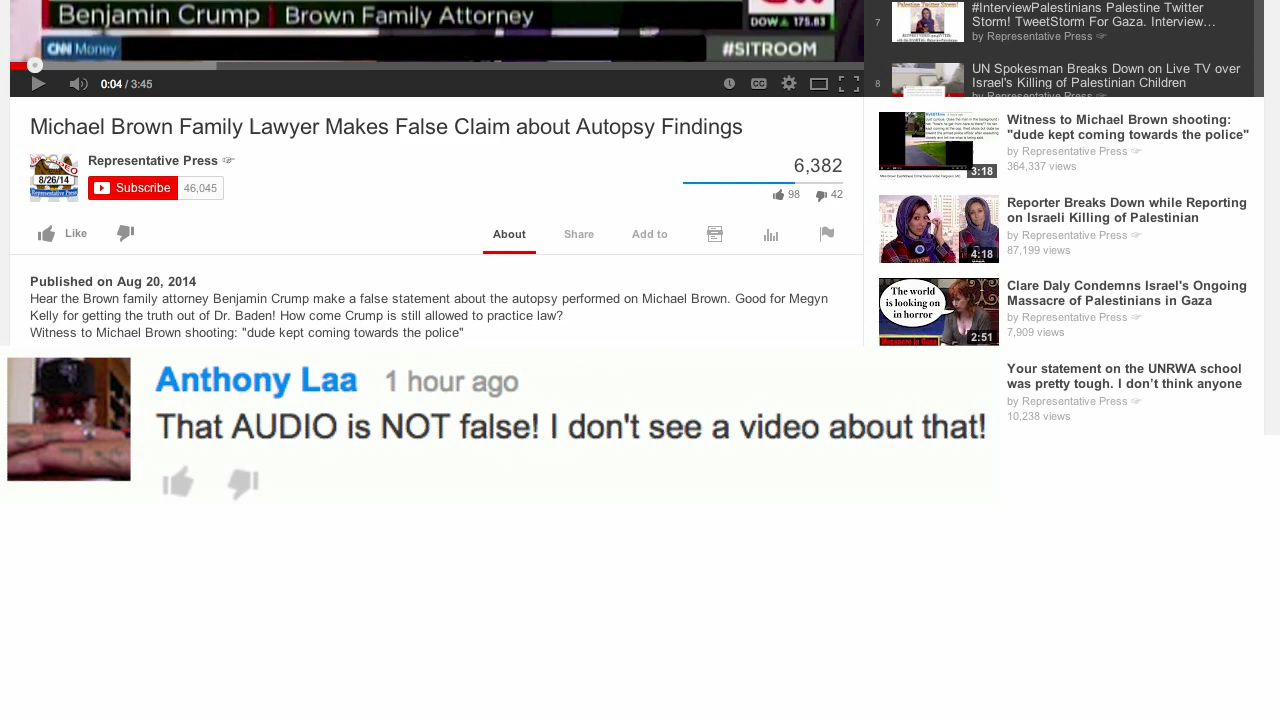 Benjamin Crump | Brown Family Attorney
DOW ▲ 175.83
CNN Money
#SITROOM
0:04 / 3:45
CC
Michael Brown Family Lawyer Makes False Claim about Autopsy Findings
Representative Press ☞
8/26/14
Representative Press
Subscribe 46,045
6,382
98 42
Like
About Share Add to
Published on Aug 20, 2014
Hear the Brown family attorney Benjamin Crump make a false statement about the autopsy performed on Michael Brown. Good for Megyn
Kelly for getting the truth out of Dr. Baden! How come Crump is still allowed to practice law?
Witness to Michael Brown shooting: "dude kept coming towards the police"
Anthony Laa 1 hour ago
That AUDIO is NOT false! I don't see a video about that!
7
#InterviewPalestinians Palestine Twitter
Storm! TweetStorm For Gaza. Interview…
by Representative Press ☞
8
UN Spokesman Breaks Down on Live TV over
Israel's Killing of Palestinian Children
by Representative Press ☞
Witness to Michael Brown shooting:
"dude kept coming towards the police"
by Representative Press ☞
364,337 views
3:18
Reporter Breaks Down while Reporting
on Israeli Killing of Palestinian
by Representative Press ☞
87,199 views
4:18
Clare Daly Condemns Israel's Ongoing
Massacre of Palestinians in Gaza
by Representative Press ☞
7,909 views
The world
is looking on
in horror
Massacre in Gaza
2:51
Your statement on the UNRWA school
was pretty tough. I don’t think anyone
by Representative Press ☞
10,238 views